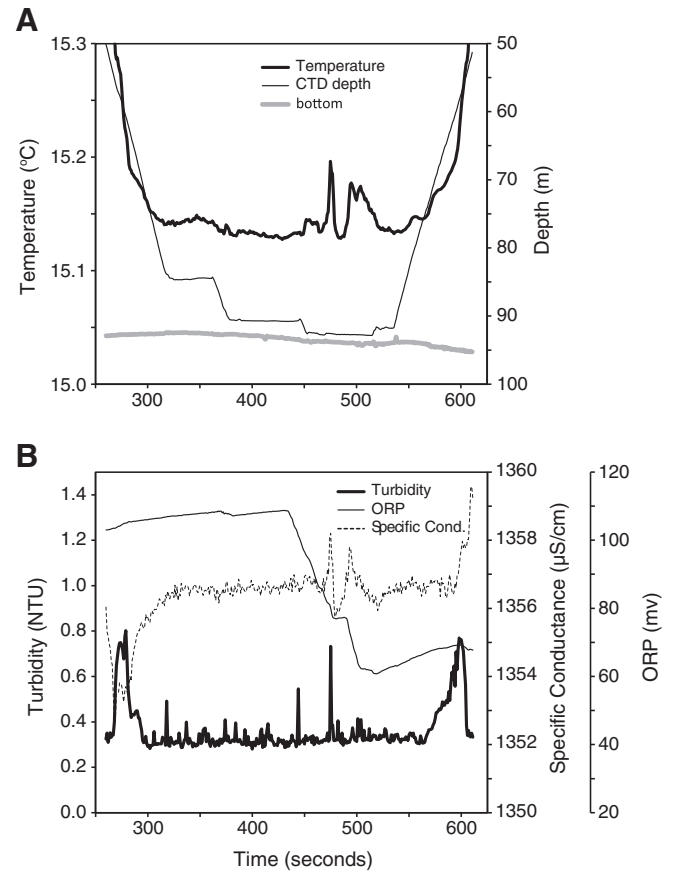 A
15.3
15.2
15.1
15.0
Temperature (°C)
Temperature
CTD depth
bottom
50
60
70
80
90
100
Depth (m)
300
400
500
600
B
1.4
1.2
1.0
0.8
0.6
0.4
0.2
0.0
Turbidity (NTU)
Turbidity
ORP
Specific Cond.
1360
1358
1356
1354
1352
1350
Specific Conductance (µS/cm)
120
100
80
60
40
20
ORP (mv)
300
400
500
600
Time (seconds)